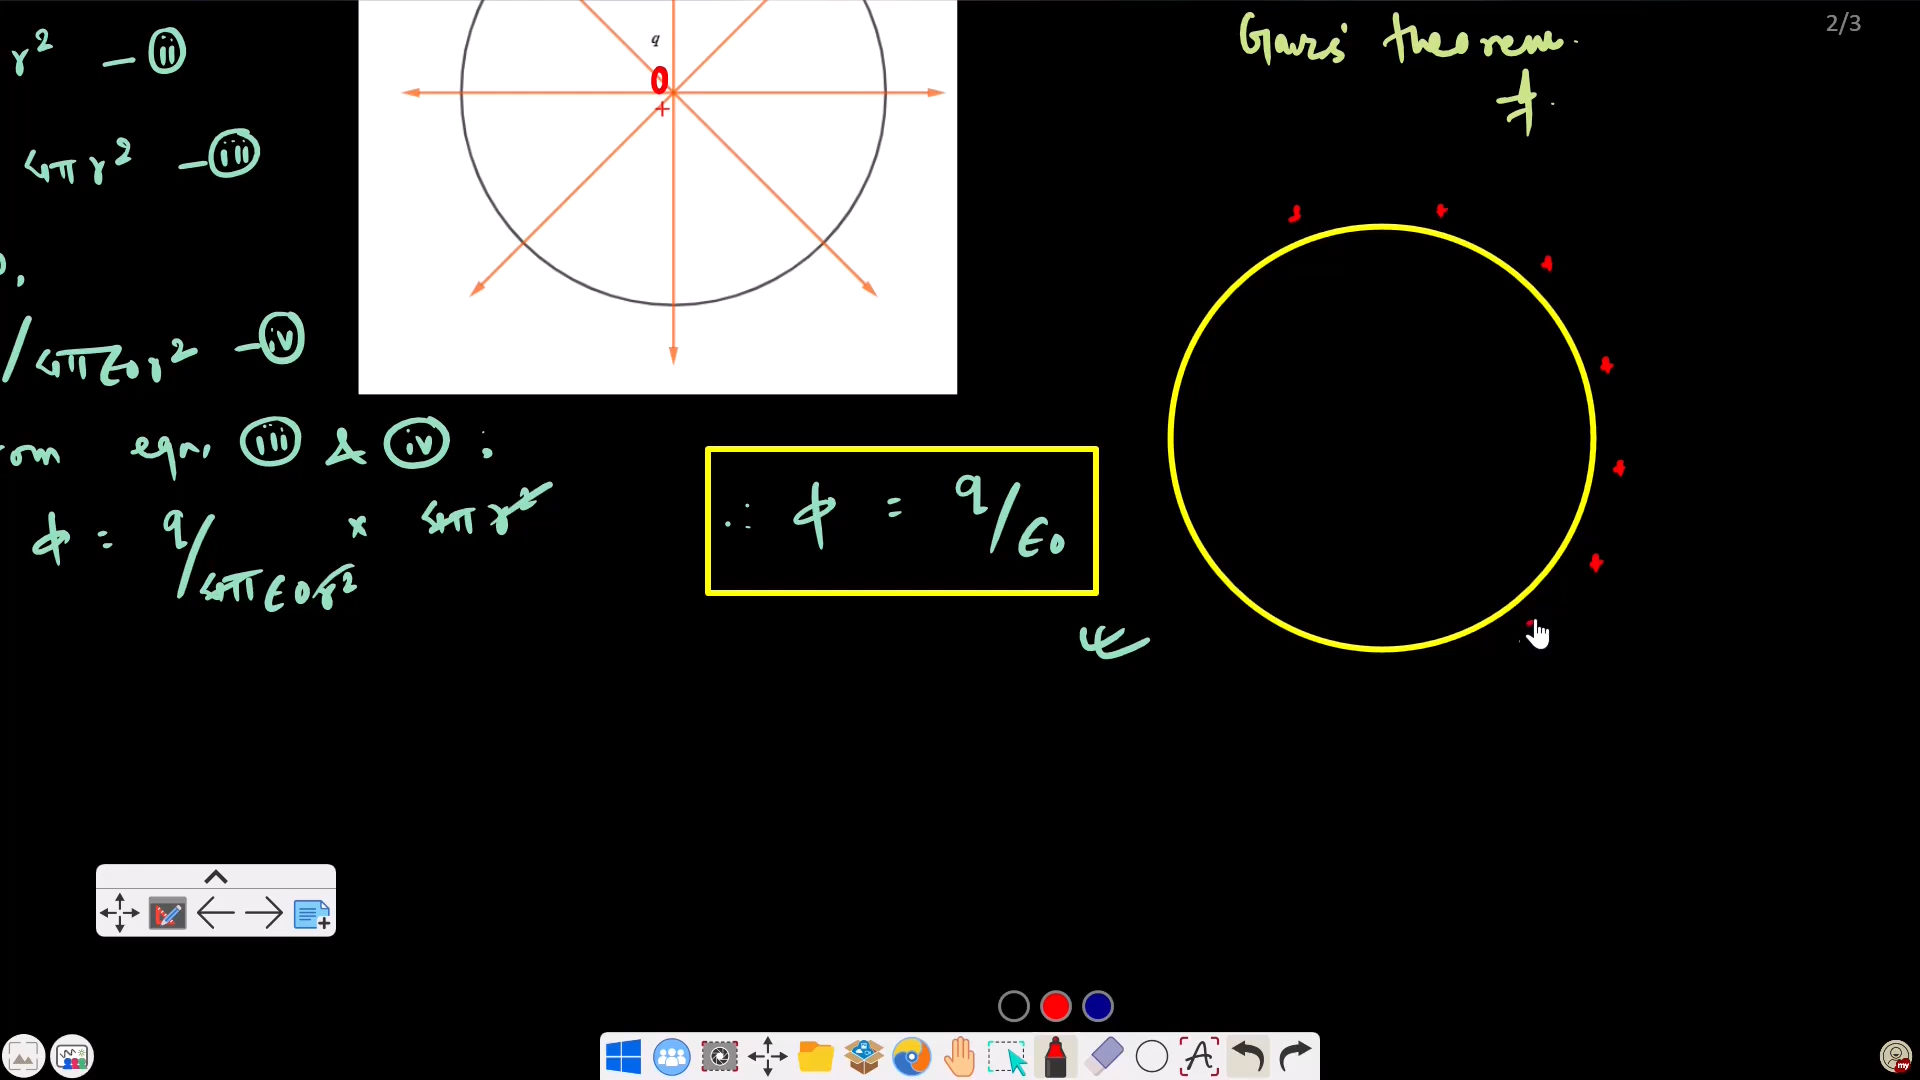 r² - ii
4πr² - iii
/4πε₀r² - iv
om eqn. iii & iv :
φ = q/4πε₀r² × 4πr²
q
0
+
∴ φ = q/ε₀
Gauss' theorem.
2/3